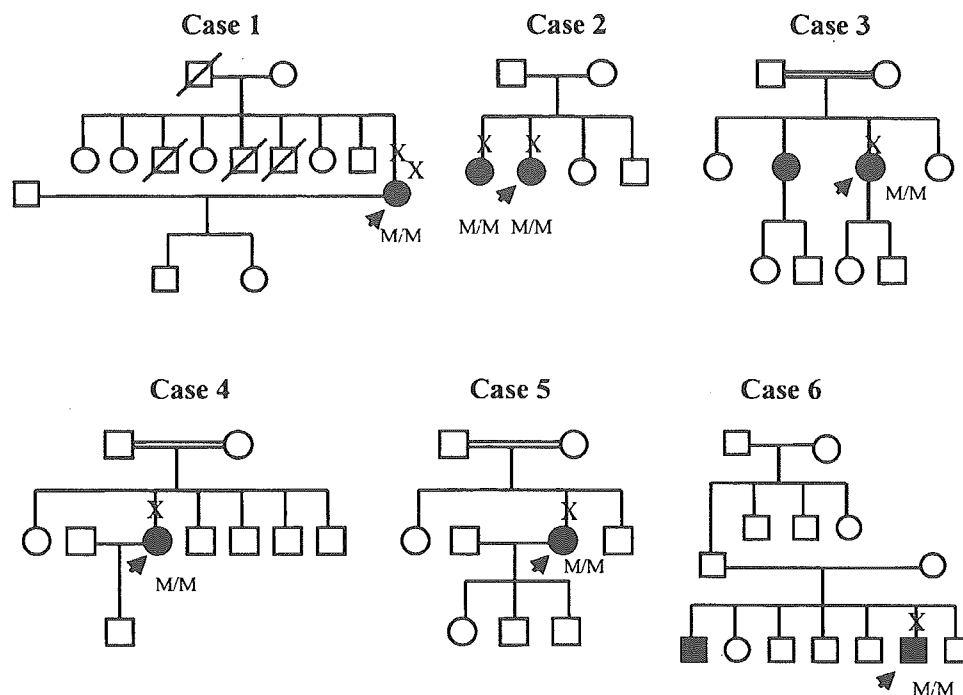 Case 1 Case 2 Case 3
X X X X
X
M/M M/M M/M M/M
Case 4 Case 5 Case 6
X X
M/M M/M
X
M/M